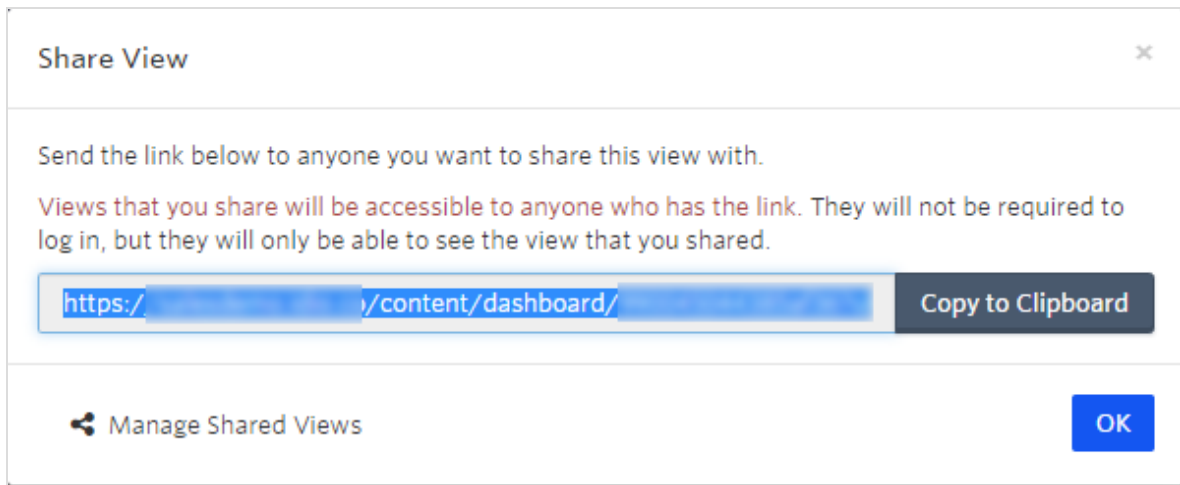 Share View
×
Send the link below to anyone you want to share this view with.
Views that you share will be accessible to anyone who has the link. They will not be required to
log in, but they will only be able to see the view that you shared.
https:/ /content/dashboard/ Copy to Clipboard
Manage Shared Views OK